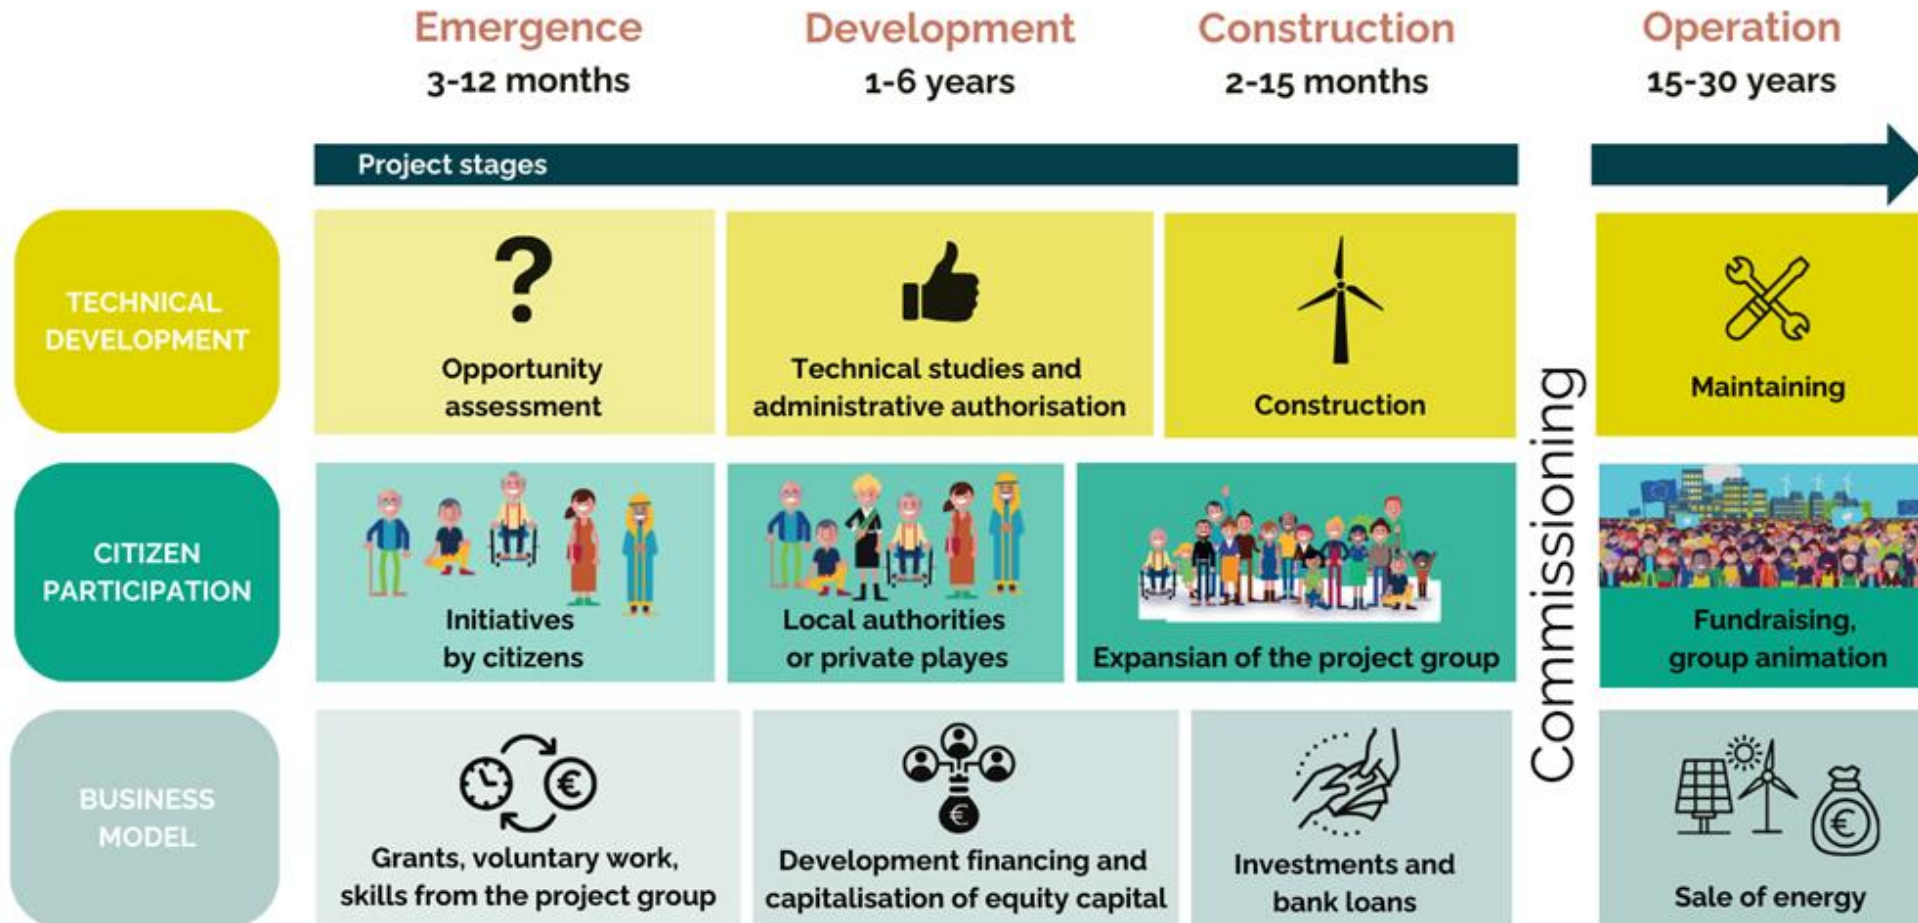 Emergence
3-12 months
Development
1-6 years
Construction
2-15 months
Operation
15-30 years
Project stages
TECHNICAL
DEVELOPMENT
Opportunity
assessment
Technical studies and
administrative authorisation
Construction
Maintaining
CITIZEN
PARTICIPATION
Initiatives
by citizens
Local authorities
or private playes
Expansian of the project group
Commissioning
Fundraising,
group animation
BUSINESS
MODEL
€
Grants, voluntary work,
skills from the project group
€
Development financing and
capitalisation of equity capital
Investments and
bank loans
€
Sale of energy